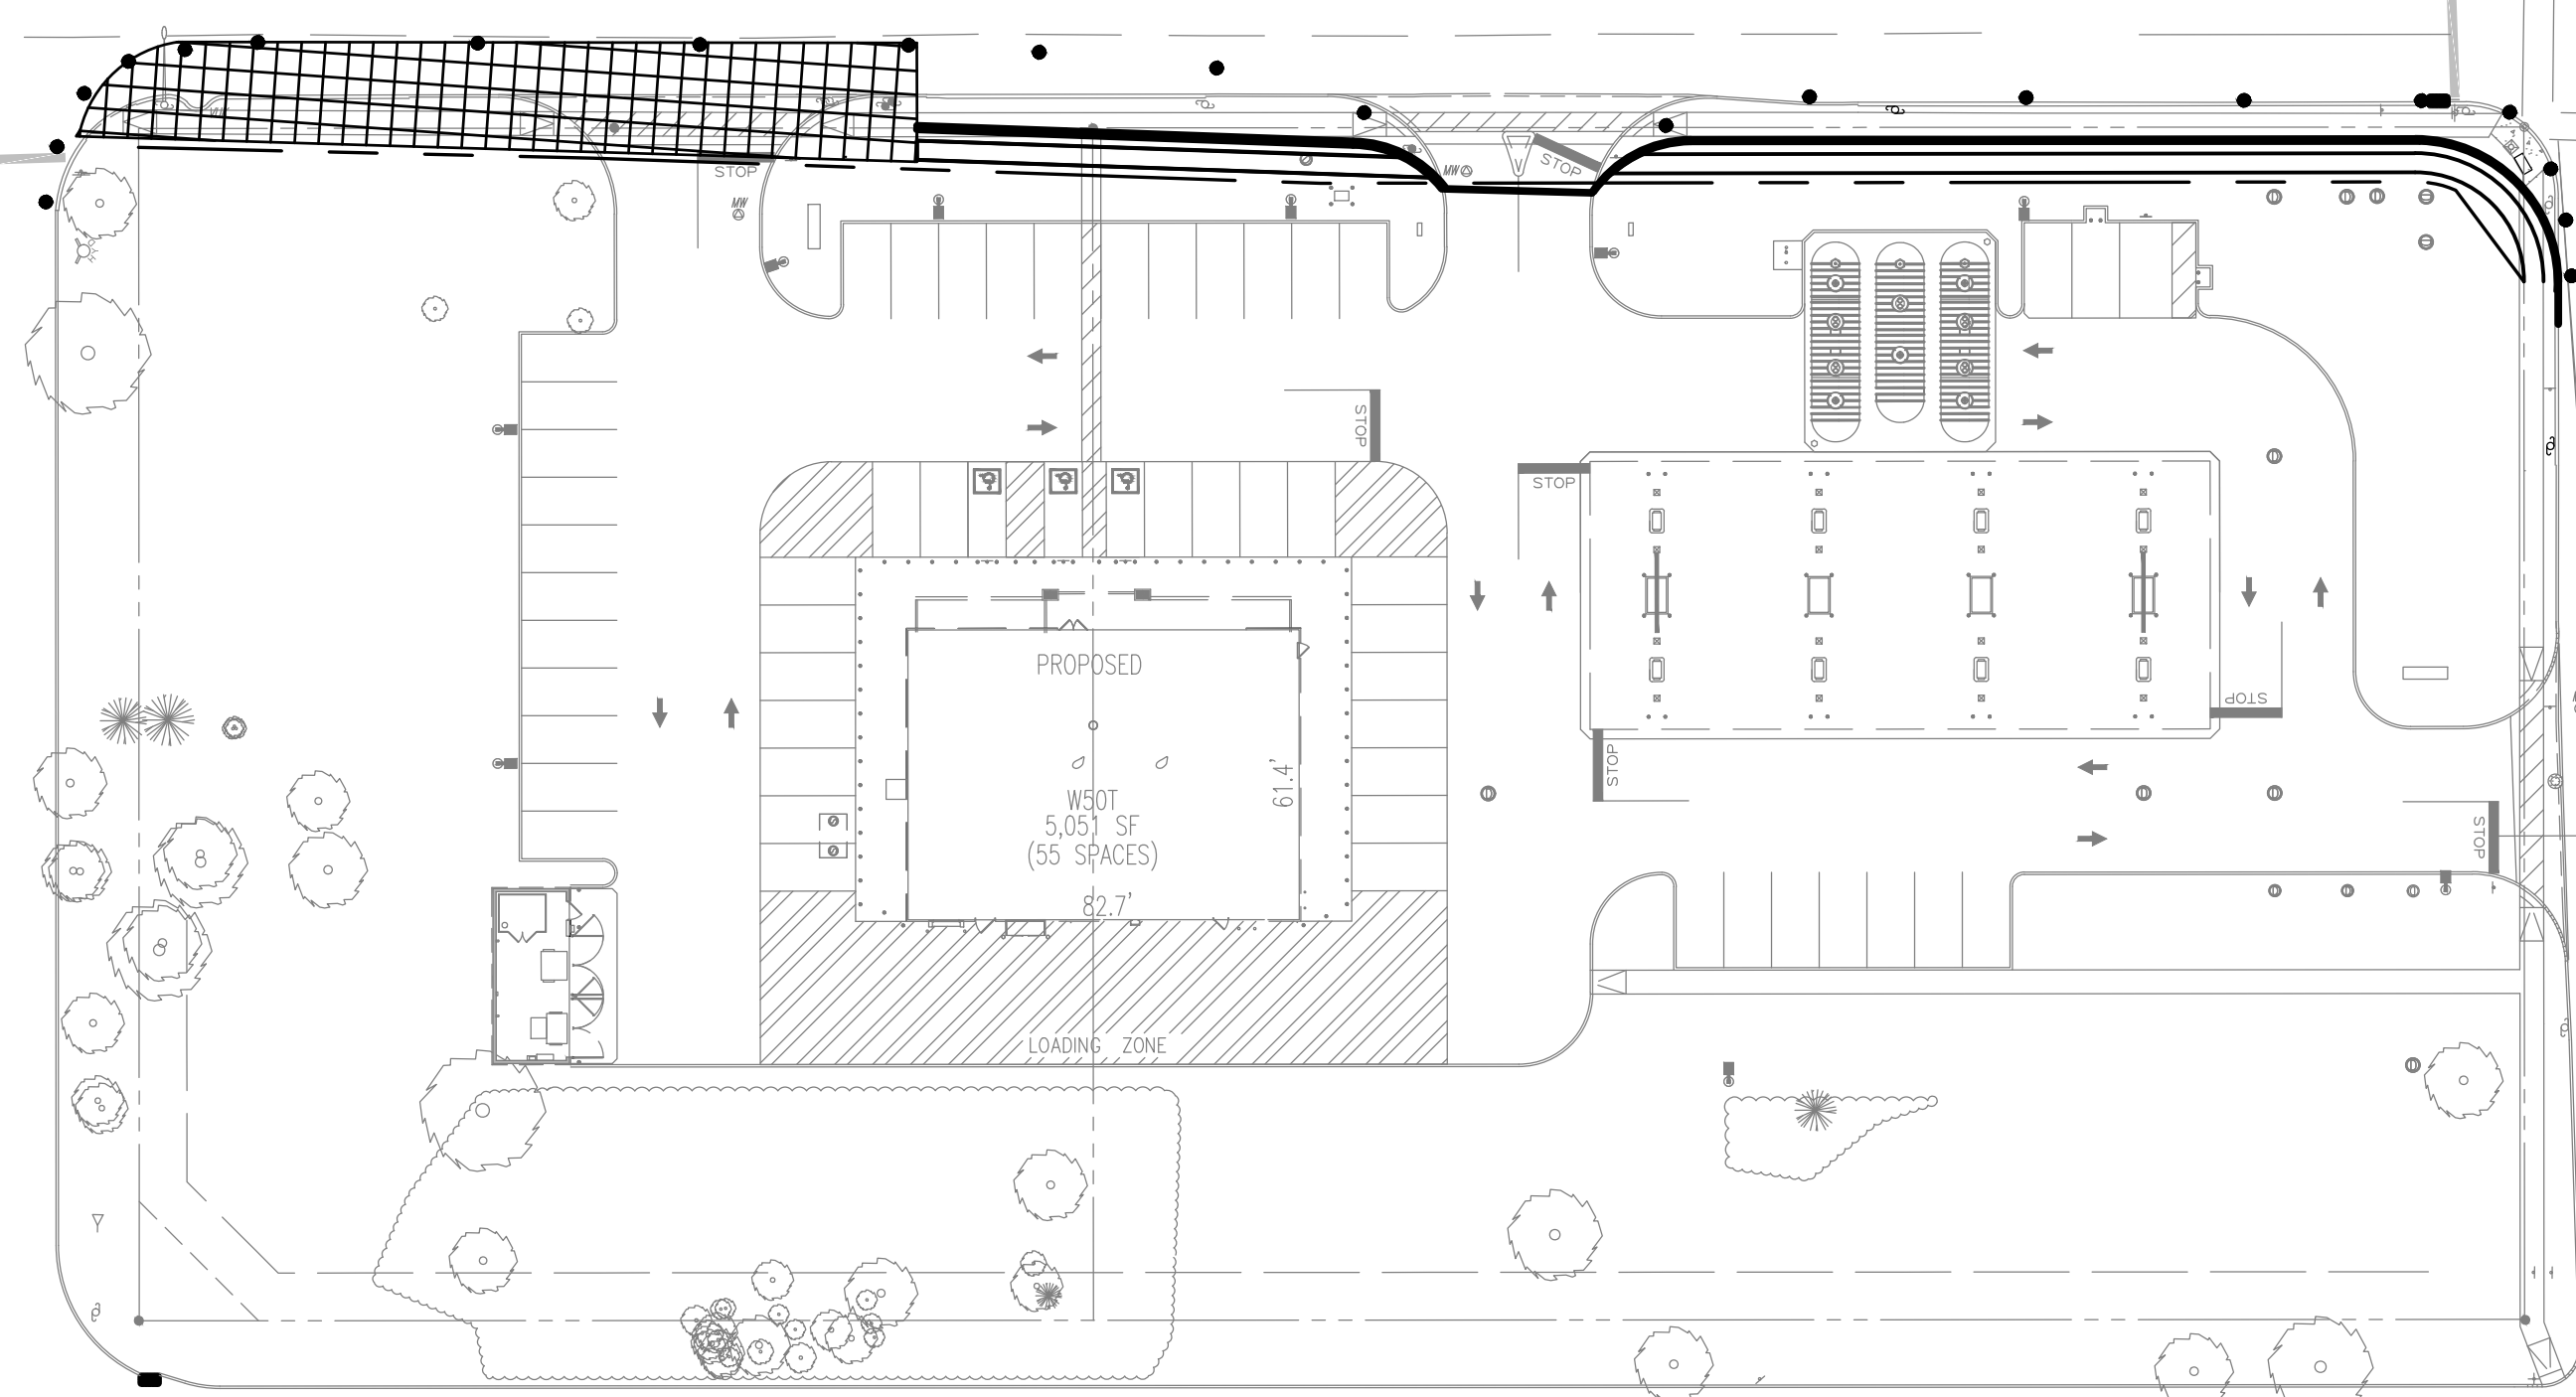 STOP
STOP
MW
MW
STOP
STOP
PROPOSED
STOP
61.4'
STOP
W50T
5,051 SF
(55 SPACES)
STOP
82.7'
LOADING ZONE